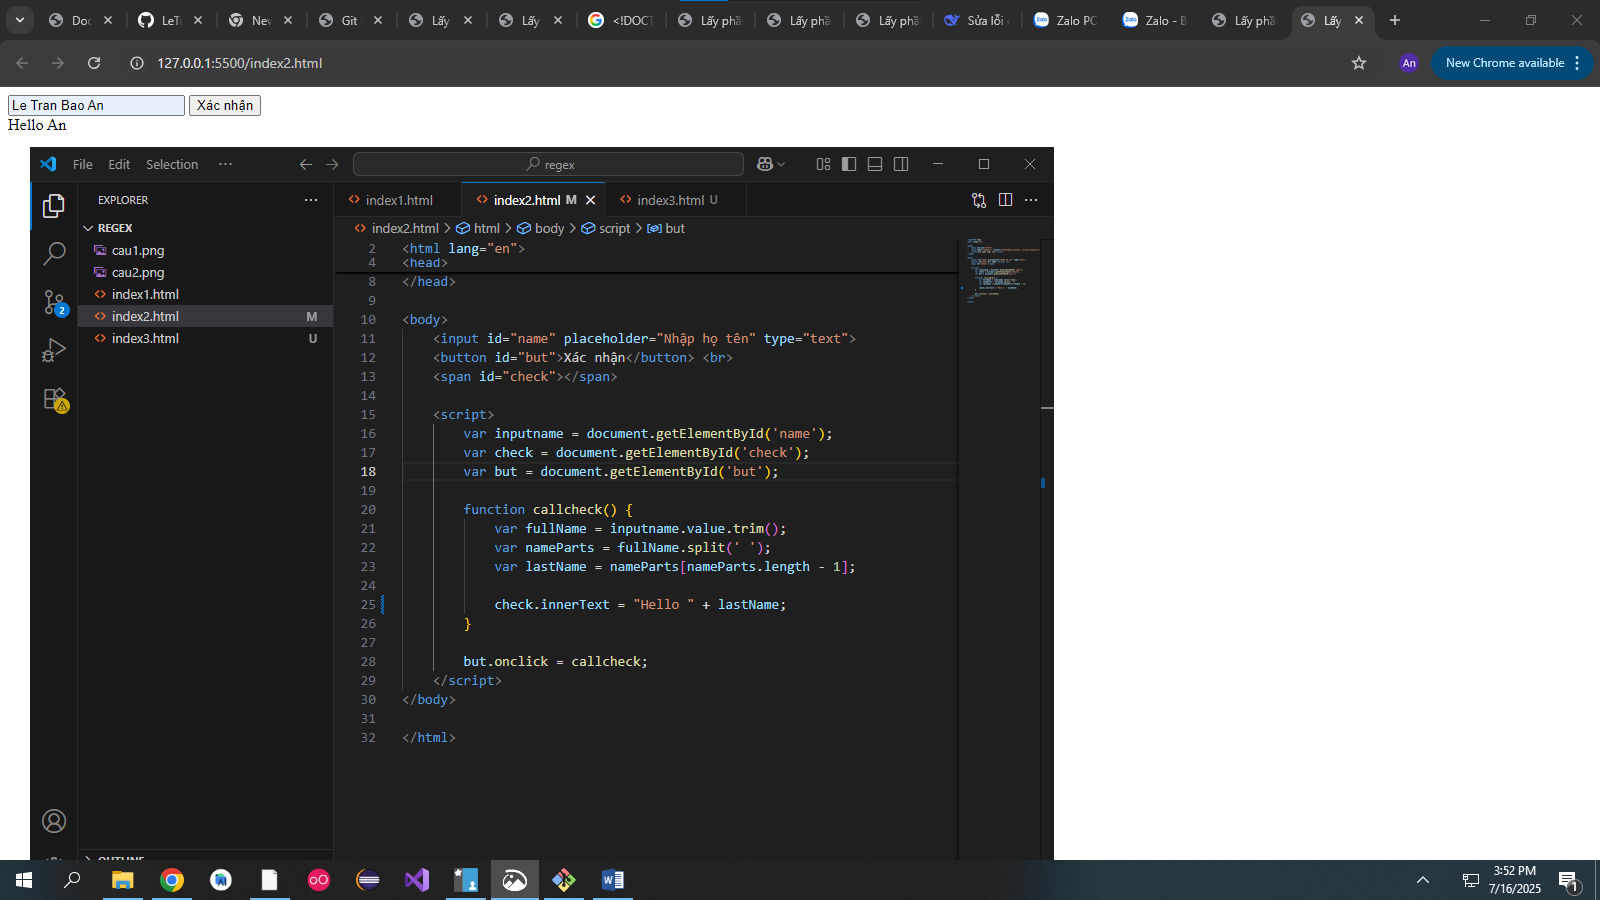 Doc
LeT
Nev
Git
Lấy
Lấy
<!DOCT
Lấy phầ
Lấy phầ
Lấy phầ
Sửa lỗi
Zalo PC
Zalo - B
Lấy phầ
Lấy
127.0.0.1:5500/index2.html
An
New Chrome available
Le Tran Bao An
Xác nhận
Hello An
File
Edit
Selection
regex
EXPLORER
index1.html
index2.html M
index3.html U
REGEX
index2.html > html > body > script > but
cau1.png
cau2.png
index1.html
index2.html M
index3.html U
2
2 <html lang="en">
4 <head>
8 </head>
9
10 <body>
11 <input id="name" placeholder="Nhập họ tên" type="text">
12 <button id="but">Xác nhận</button> <br>
13 <span id="check"></span>
14
15 <script>
16 var inputname = document.getElementById('name');
17 var check = document.getElementById('check');
18 var but = document.getElementById('but');
19
20 function callcheck() {
21 var fullName = inputname.value.trim();
22 var nameParts = fullName.split(' ');
23 var lastName = nameParts[nameParts.length - 1];
24
25 check.innerText = "Hello " + lastName;
26 }
27
28 but.onclick = callcheck;
29 </script>
30 </body>
31
32 </html>
OUTLINE
3:52 PM
7/16/2025
1